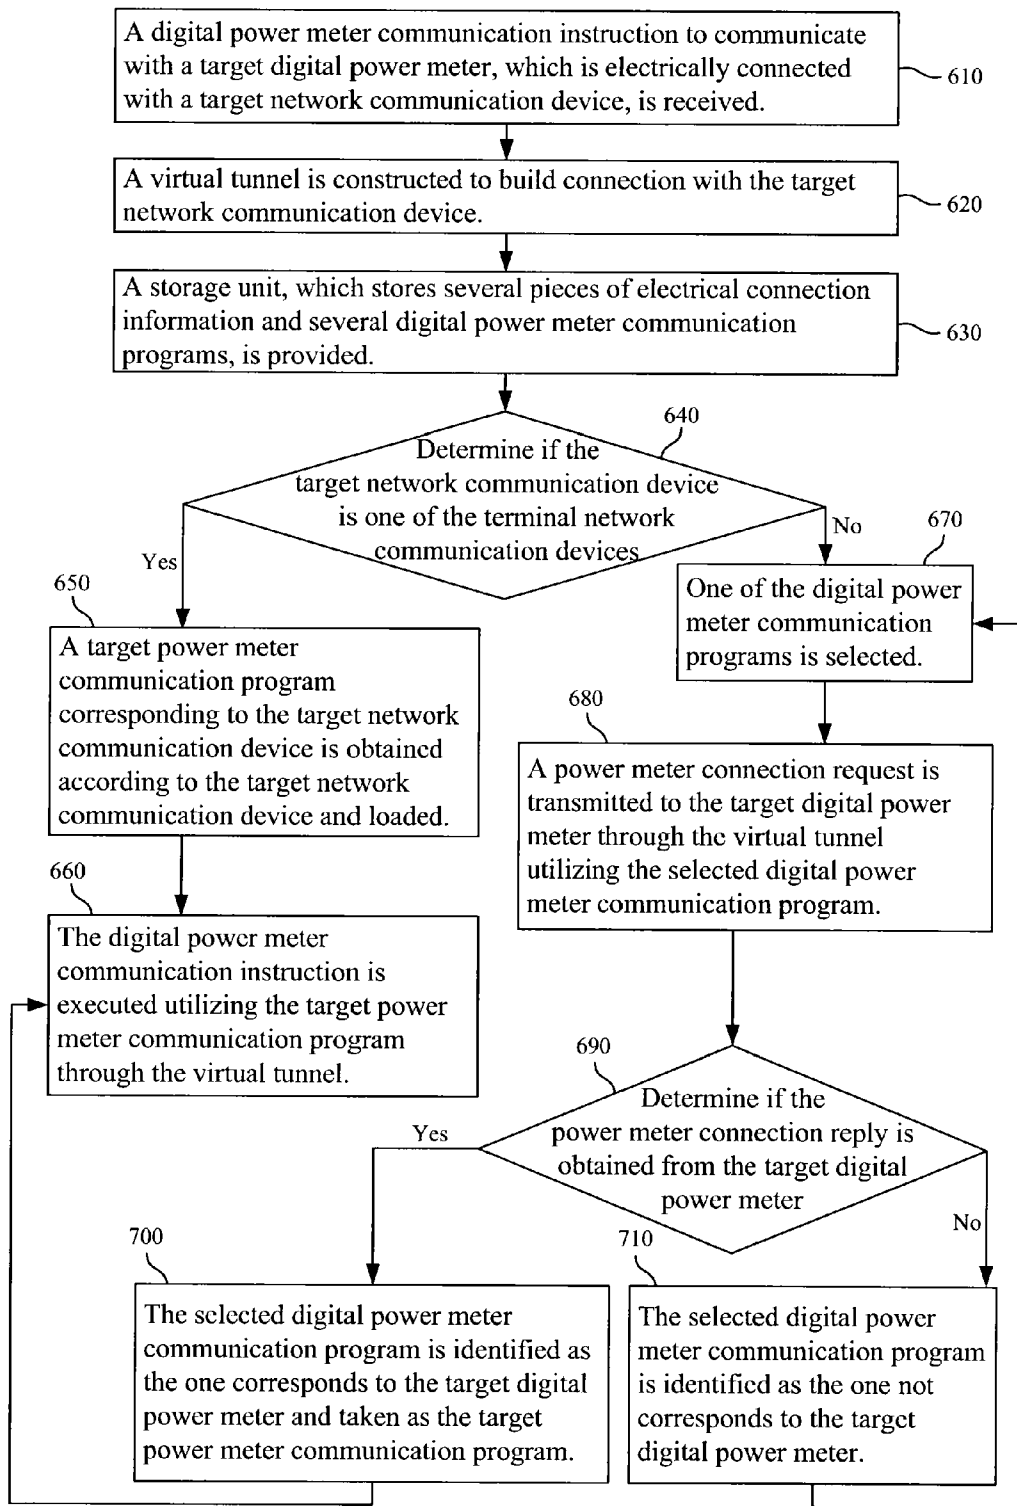 A digital power meter communication instruction to communicate
with a target digital power meter, which is electrically connected
with a target network communication device, is received.
610
A virtual tunnel is constructed to build connection with the target
network communication device.
620
A storage unit, which stores several pieces of electrical connection
information and several digital power meter communication
programs, is provided.
630
640
Determine if the
target network communication device
is one of the terminal network
communication devices
Yes
No
650
A target power meter
communication program
corresponding to the target network
communication device is obtained
according to the target network
communication device and loaded.
660
The digital power meter
communication instruction is
executed utilizing the target power
meter communication program
through the virtual tunnel.
670
One of the digital power
meter communication
programs is selected.
680
A power meter connection request is
transmitted to the target digital power
meter through the virtual tunnel
utilizing the selected digital power
meter communication program.
690
Determine if the
power meter connection reply is
obtained from the target digital
power meter
Yes
No
700
The selected digital power meter
communication program is identified as
the one corresponds to the target digital
power meter and taken as the target
power meter communication program.
710
The selected digital power
meter communication program
is identified as the one not
corresponds to the target
digital power meter.